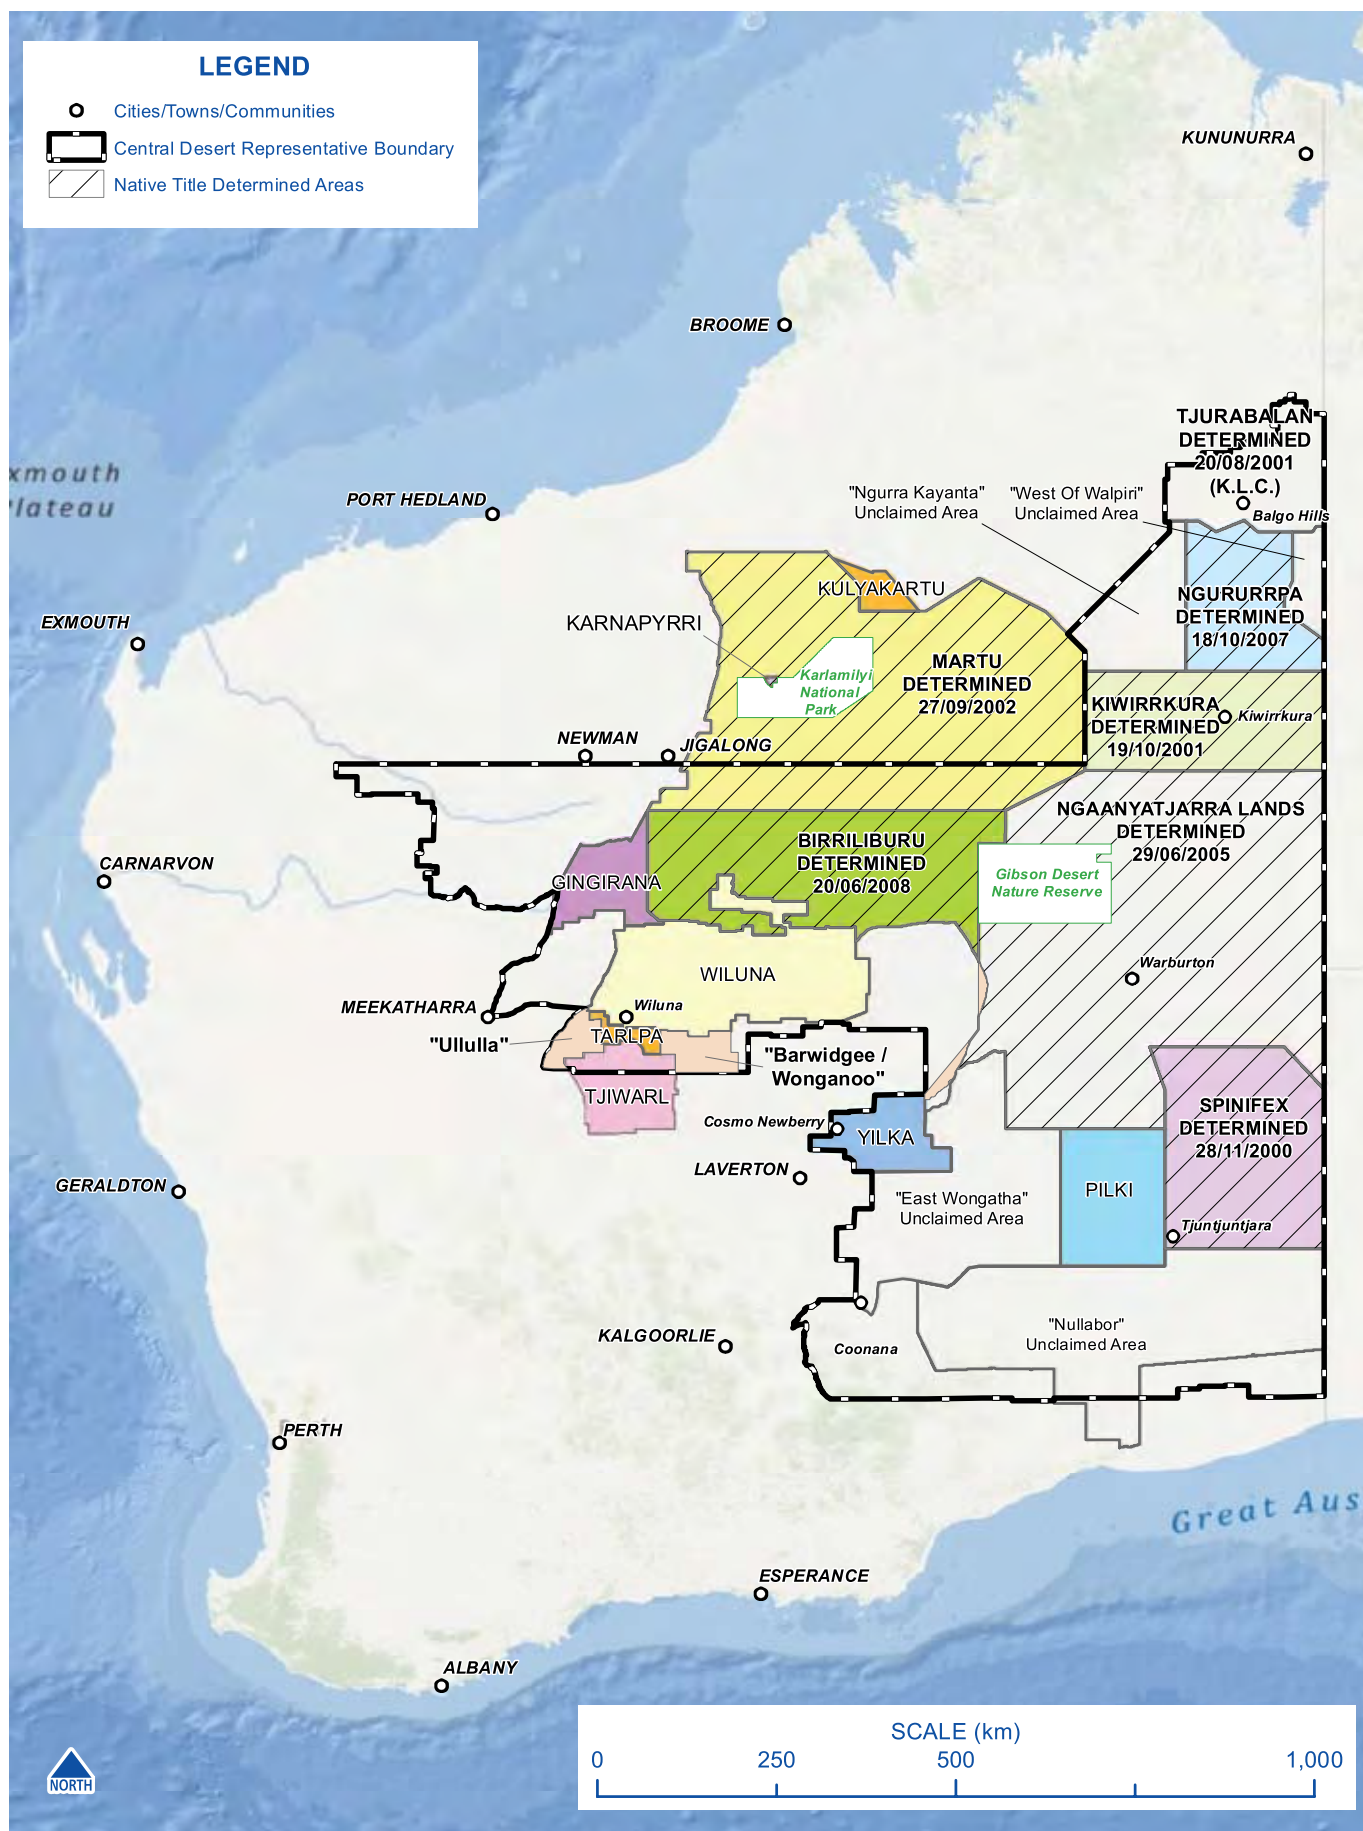 LEGEND
Cities/Towns/Communities
Central Desert Representative Boundary
Native Title Determined Areas
KUNUNURRA
BROOME
TJURABALAN
DETERMINED
20/08/2001
(K.L.C.)
Balgo Hills
xmouth
Plateau
PORT HEDLAND
"Ngurra Kayanta"
Unclaimed Area
"West Of Walpiri"
Unclaimed Area
KULYAKARTU
NGURURRPA
DETERMINED
18/10/2007
EXMOUTH
KARNAPYRRI
MARTU
DETERMINED
27/09/2002
Karlamilyi
National
Park
KIWIRRKURA
DETERMINED
19/10/2001
Kiwirrkura
NEWMAN
JIGALONG
NGAANYATJARRA LANDS
DETERMINED
29/06/2005
BIRRILIBURU
DETERMINED
20/06/2008
CARNARVON
GINGIRANA
Gibson Desert
Nature Reserve
WILUNA
Warburton
MEEKATHARRA
Wiluna
"Ullulla"
TARLPA
"Barwidgee /
Wonganoo"
TJIWARL
Cosmo Newberry
YILKA
SPINIFEX
DETERMINED
28/11/2000
LAVERTON
GERALDTON
"East Wongatha"
Unclaimed Area
PILKI
Tjuntjuntjara
KALGOORLIE
Coonana
"Nullabor"
Unclaimed Area
PERTH
Great Aus
ESPERANCE
ALBANY
NORTH
SCALE (km)
0 250 500 1,000